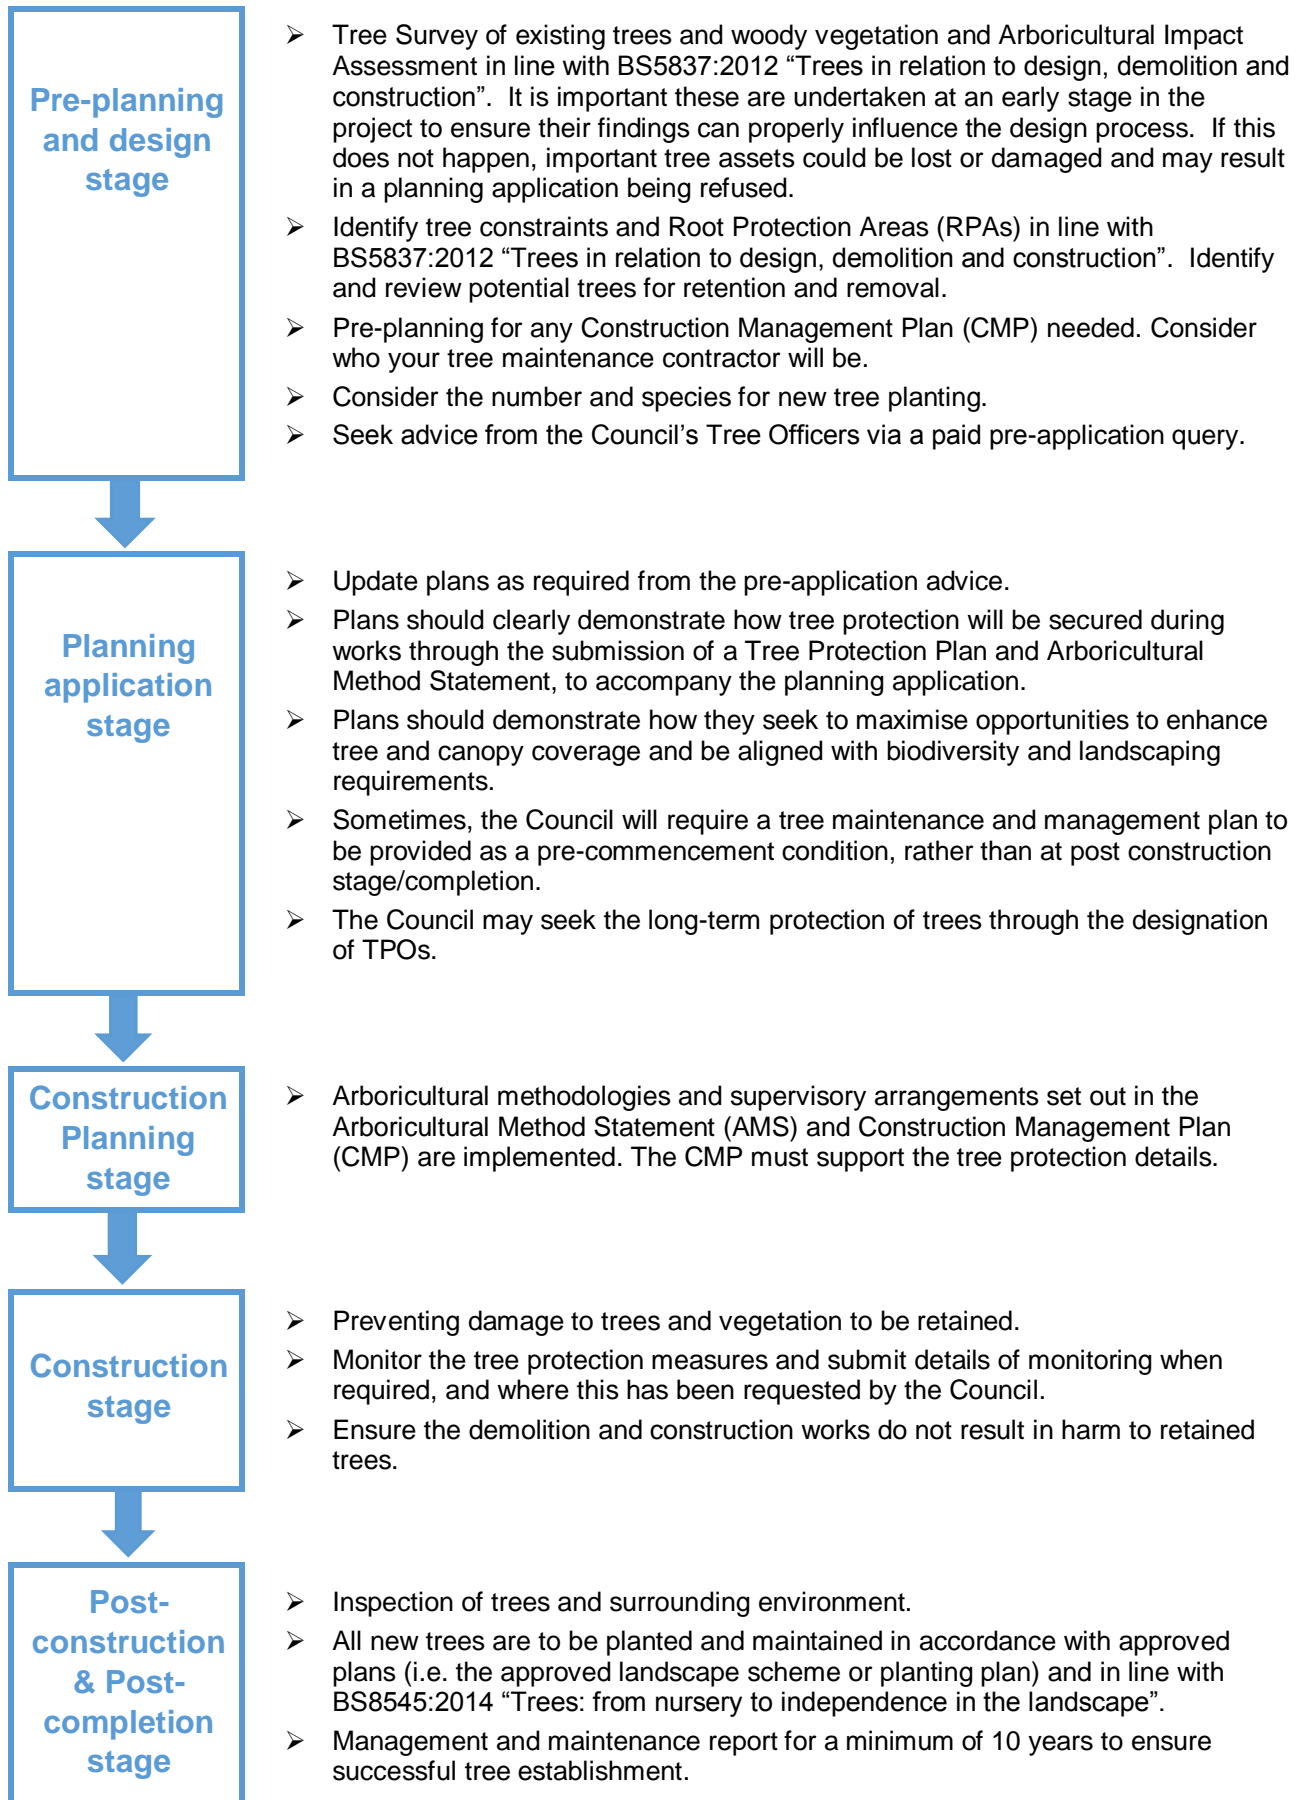 Pre-planning
and design
stage
➢ Tree Survey of existing trees and woody vegetation and Arboricultural Impact
Assessment in line with BS5837:2012 “Trees in relation to design, demolition and
construction”. It is important these are undertaken at an early stage in the
project to ensure their findings can properly influence the design process. If this
does not happen, important tree assets could be lost or damaged and may result
in a planning application being refused.
➢ Identify tree constraints and Root Protection Areas (RPAs) in line with
BS5837:2012 “Trees in relation to design, demolition and construction”. Identify
and review potential trees for retention and removal.
➢ Pre-planning for any Construction Management Plan (CMP) needed. Consider
who your tree maintenance contractor will be.
➢ Consider the number and species for new tree planting.
➢ Seek advice from the Council’s Tree Officers via a paid pre-application query.
Planning
application
stage
➢ Update plans as required from the pre-application advice.
➢ Plans should clearly demonstrate how tree protection will be secured during
works through the submission of a Tree Protection Plan and Arboricultural
Method Statement, to accompany the planning application.
➢ Plans should demonstrate how they seek to maximise opportunities to enhance
tree and canopy coverage and be aligned with biodiversity and landscaping
requirements.
➢ Sometimes, the Council will require a tree maintenance and management plan to
be provided as a pre-commencement condition, rather than at post construction
stage/completion.
➢ The Council may seek the long-term protection of trees through the designation
of TPOs.
Construction
Planning
stage
➢ Arboricultural methodologies and supervisory arrangements set out in the
Arboricultural Method Statement (AMS) and Construction Management Plan
(CMP) are implemented. The CMP must support the tree protection details.
Construction
stage
➢ Preventing damage to trees and vegetation to be retained.
➢ Monitor the tree protection measures and submit details of monitoring when
required, and where this has been requested by the Council.
➢ Ensure the demolition and construction works do not result in harm to retained
trees.
Post-
construction
& Post-
completion
stage
➢ Inspection of trees and surrounding environment.
➢ All new trees are to be planted and maintained in accordance with approved
plans (i.e. the approved landscape scheme or planting plan) and in line with
BS8545:2014 “Trees: from nursery to independence in the landscape”.
➢ Management and maintenance report for a minimum of 10 years to ensure
successful tree establishment.